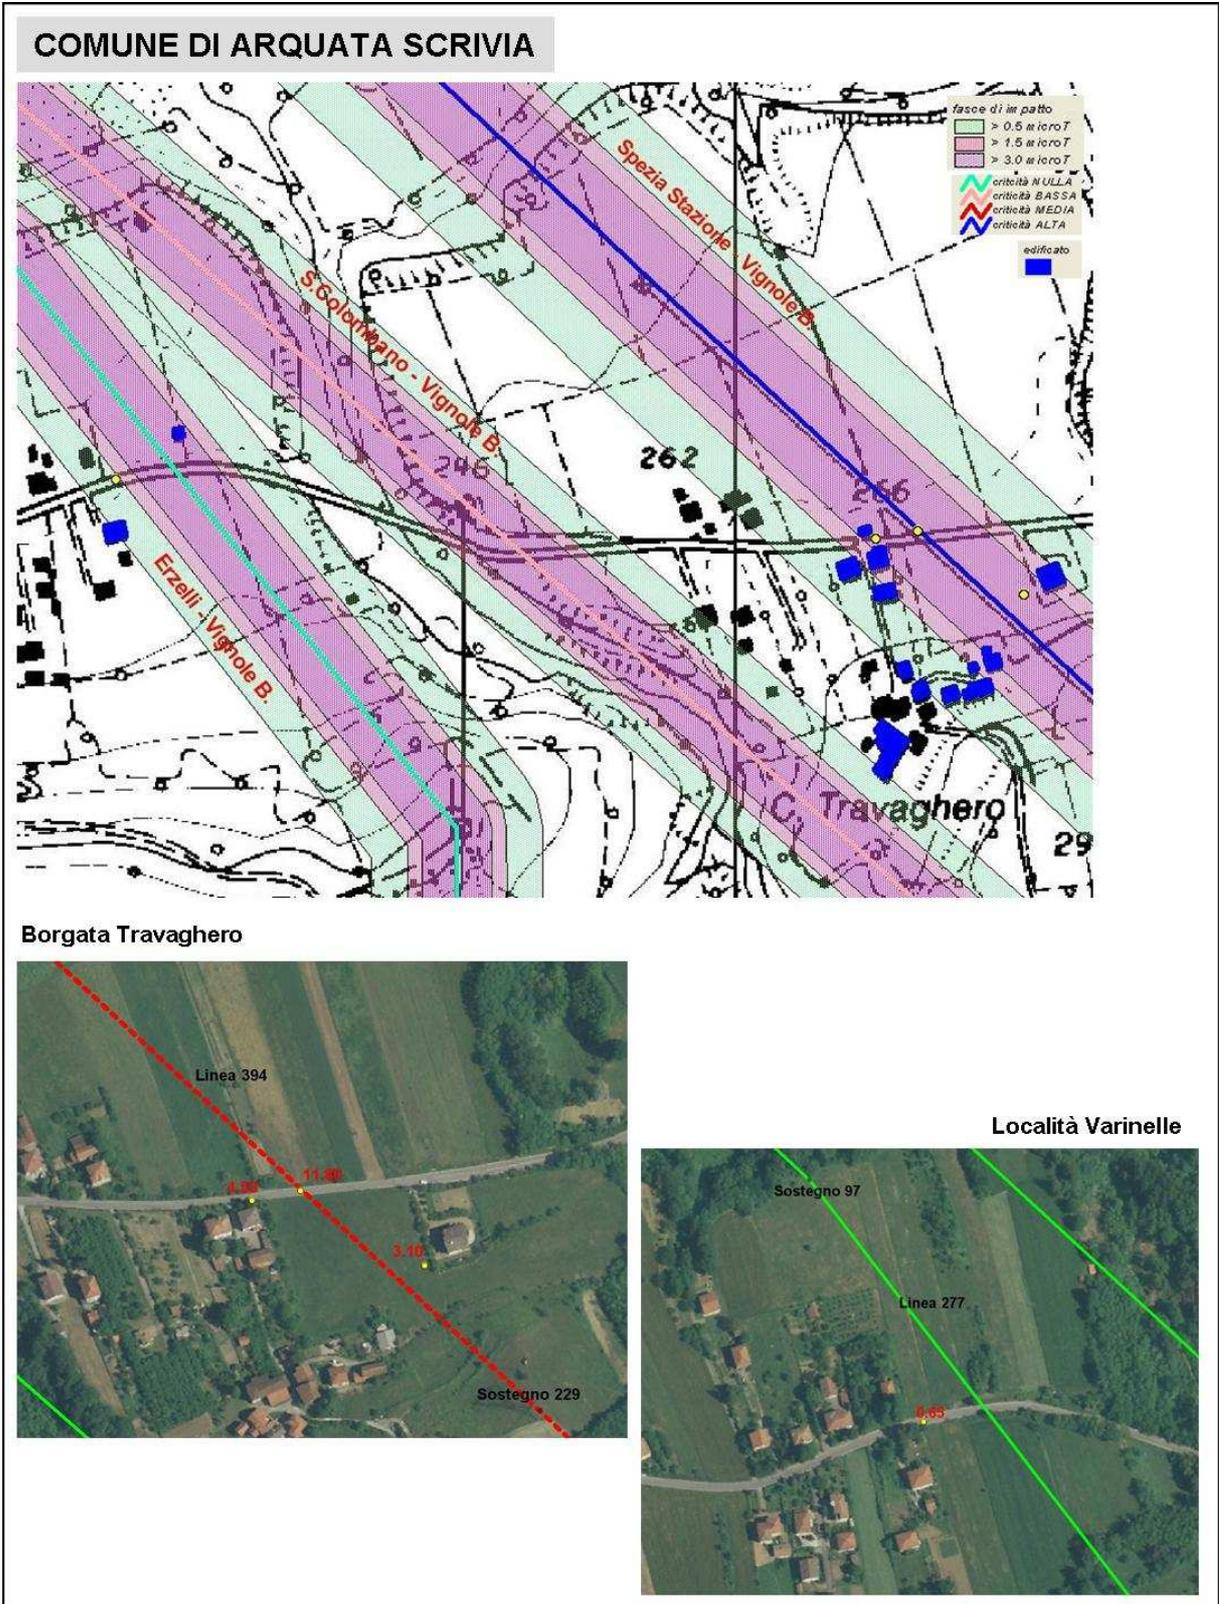 COMUNE DI ARQUATA SCRIVIA
fasce di impatto
> 0.5 microT
> 1.5 microT
> 3.0 microT
criticità NULLA
criticità BASSA
criticità MEDIA
criticità ALTA
edificato
Spezia Stazione - Vignole B.
S.Colombano - Vignole B.
Erzelli - Vignole B.
246
262
266
C. Travaghero
29
Borgata Travaghero
Linea 394
3.10
Sostegno 229
Località Varinelle
Sostegno 97
Linea 277